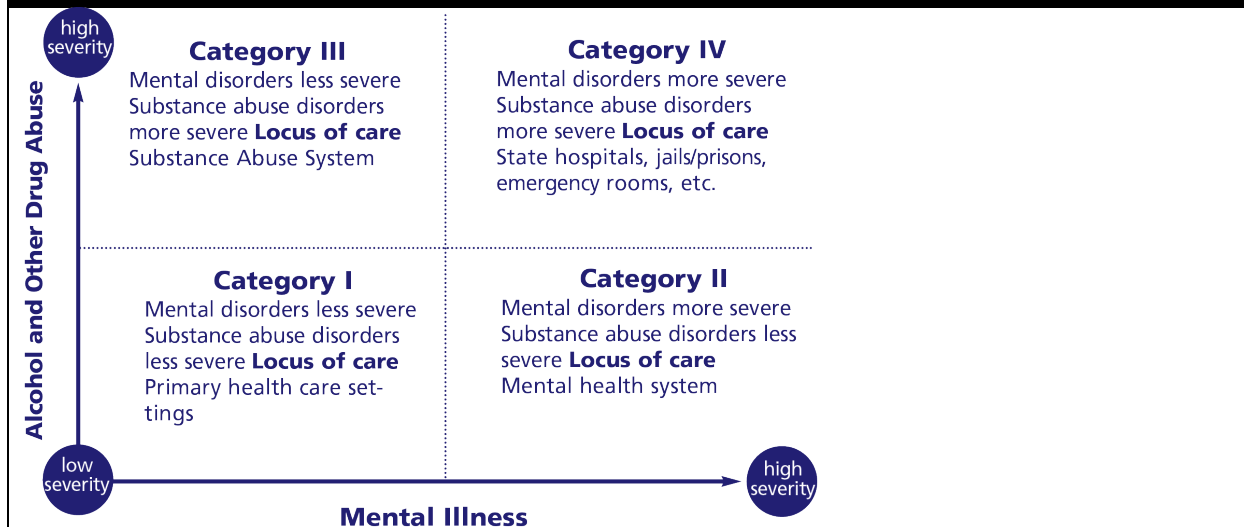 high
severity
Alcohol and Other Drug Abuse
Category III
Mental disorders less severe
Substance abuse disorders
more severe Locus of care
Substance Abuse System
Category IV
Mental disorders more severe
Substance abuse disorders
more severe Locus of care
State hospitals, jails/prisons,
emergency rooms, etc.
Category I
Mental disorders less severe
Substance abuse disorders
less severe Locus of care
Primary health care set-
tings
Category II
Mental disorders more severe
Substance abuse disorders less
severe Locus of care
Mental health system
low
severity
high
severity
Mental Illness